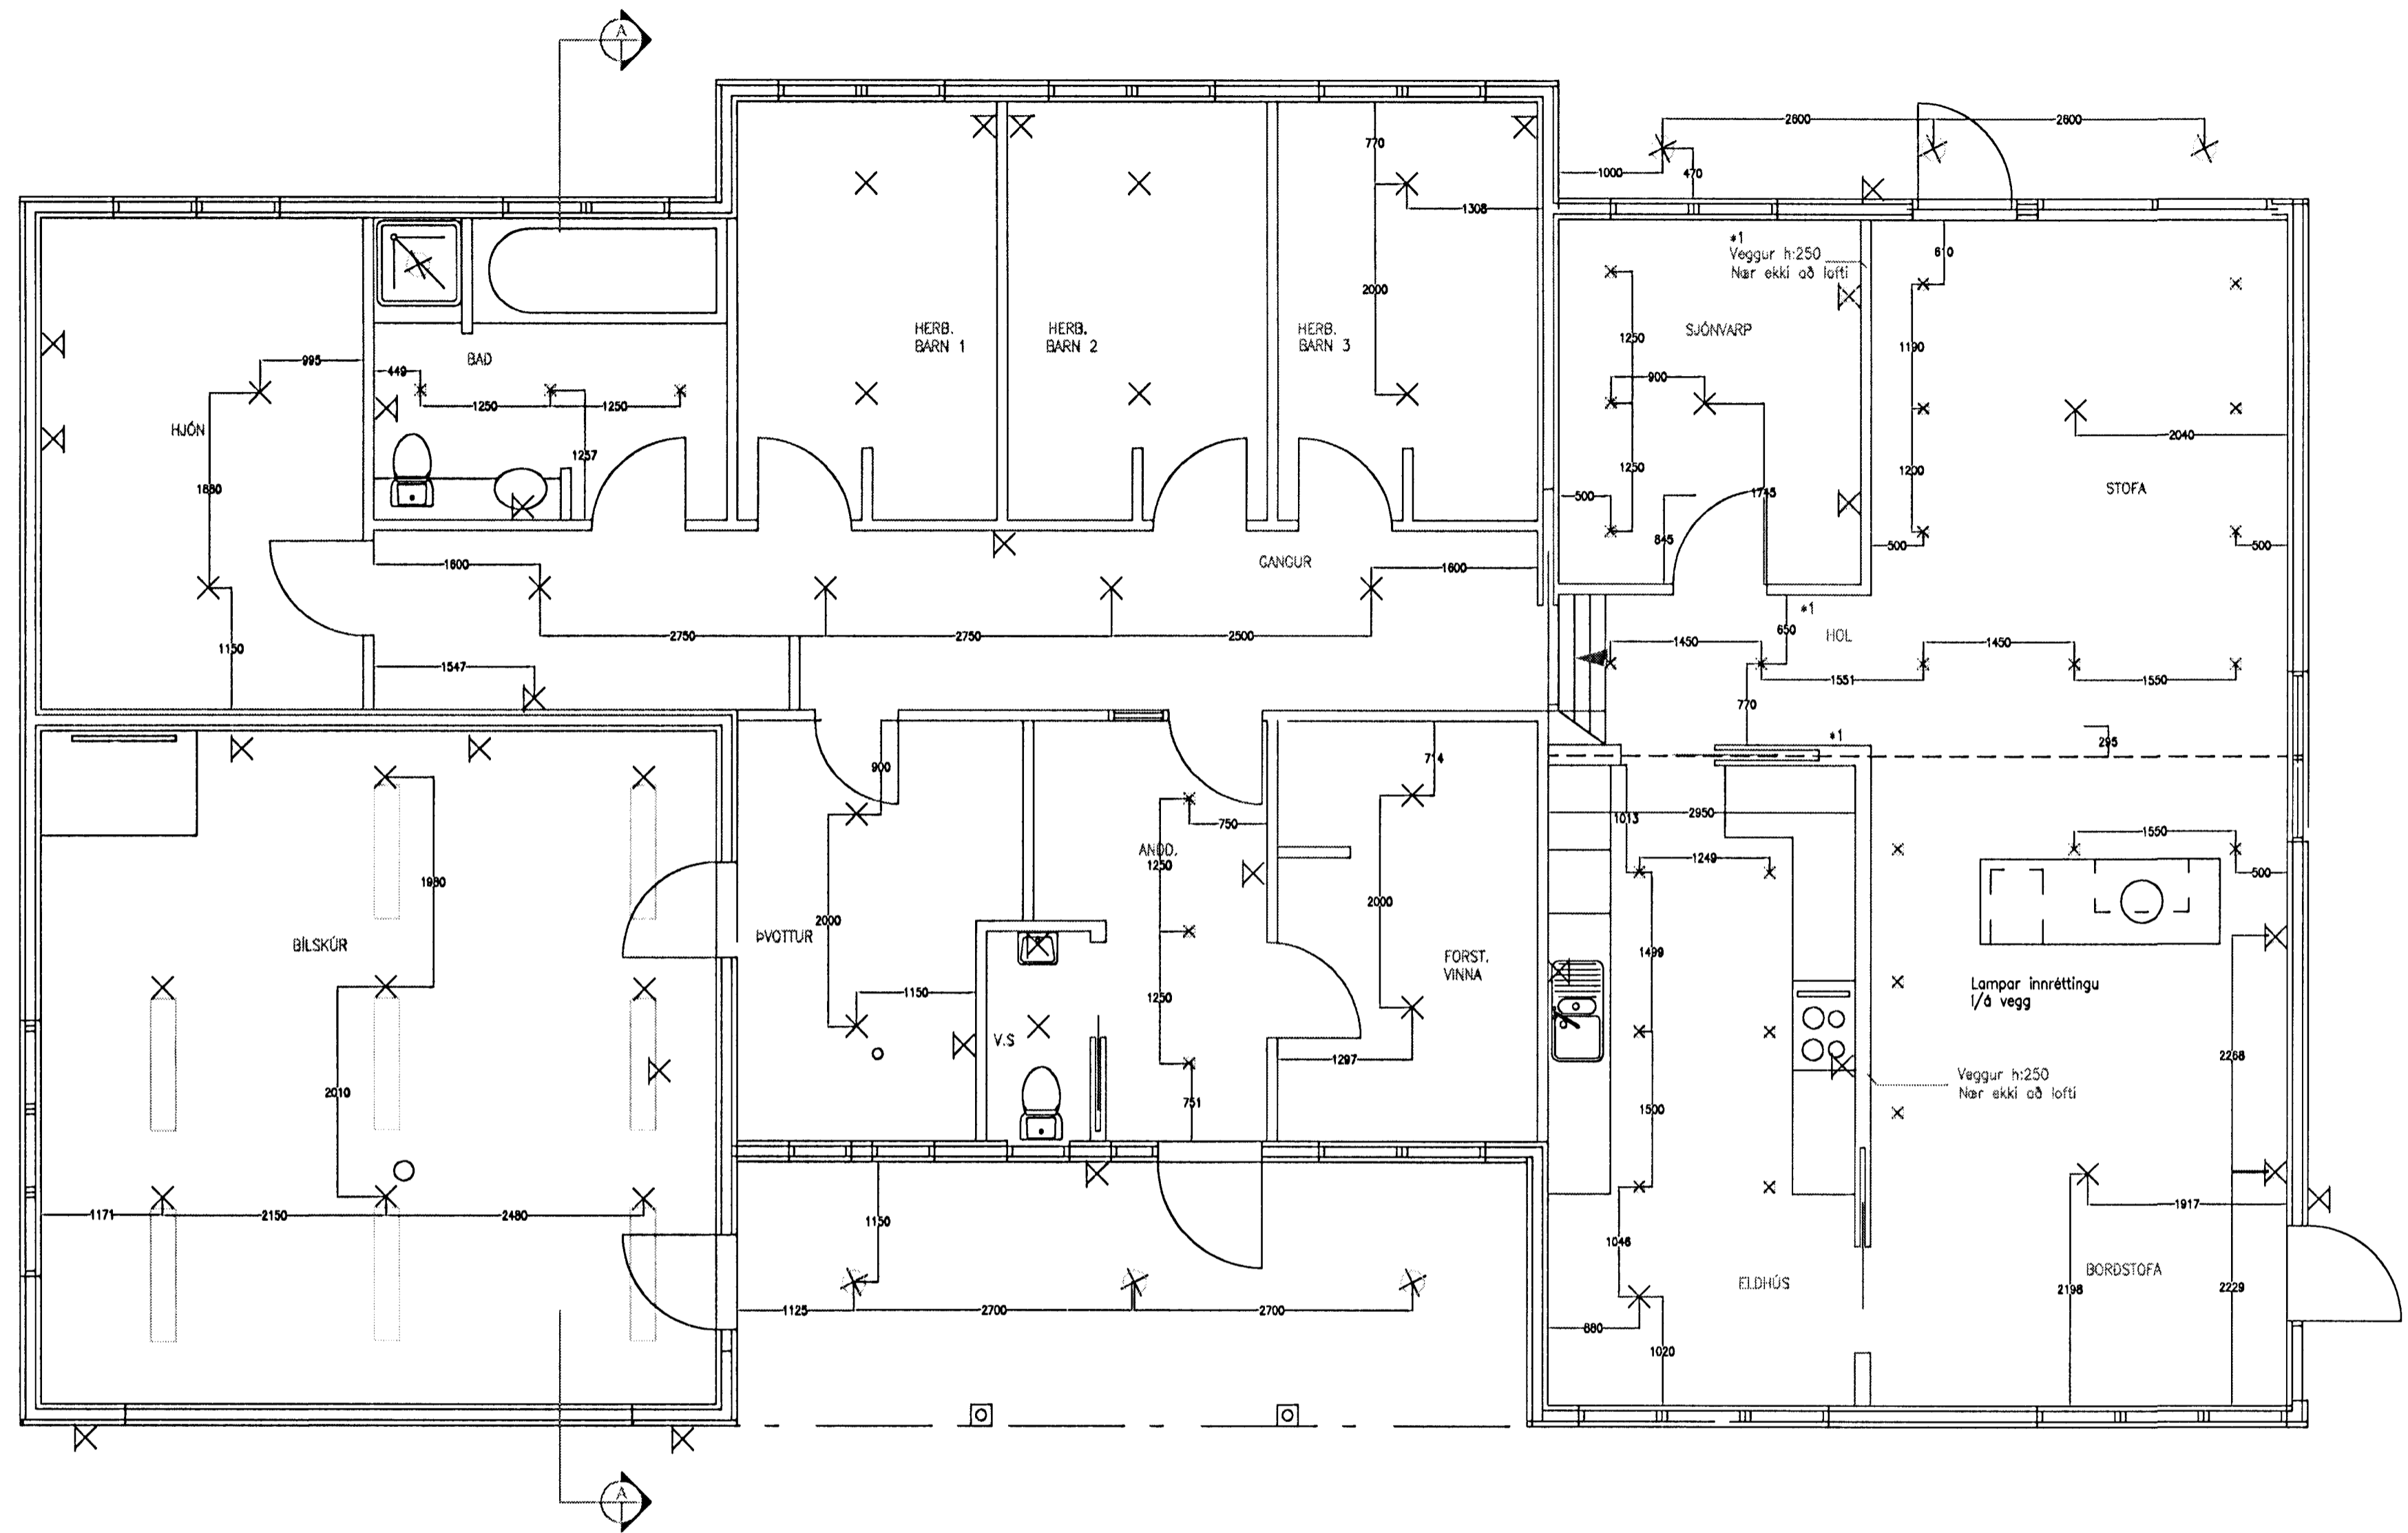 A
2600
2600
1000
470
770
1308
*1
Veggur h:250
Nær ekki að lofti
610
HERB.
BARN 1
HERB.
BARN 2
HERB.
BARN 3
2000
SJÓNVARP
1250
1190
BAD
995
449
1250
1250
900
HJÓN
1257
2040
1880
1250
1200
500
1745
STOFA
845
500
500
GANGUR
1600
1600
2750
2750
2500
1150
1547
1450
650
*1
HOL
1450
1551
1550
770
*1
295
900
714
750
1013
2950
1550
1249
500
ANDD.
1250
1980
BÍLSKÚR
ÞVOTTUR
2000
2000
1499
FORST.
VINNA
Lampar innréttingu
1/á vegg
1150
1250
V.S
1297
2268
Veggur h:250
Nær ekki að lofti
2010
751
1500
1171
2150
2480
1150
1046
1917
ELDHÚS
BORÐSTOFA
2198
2229
1125
2700
2700
880
1020
A